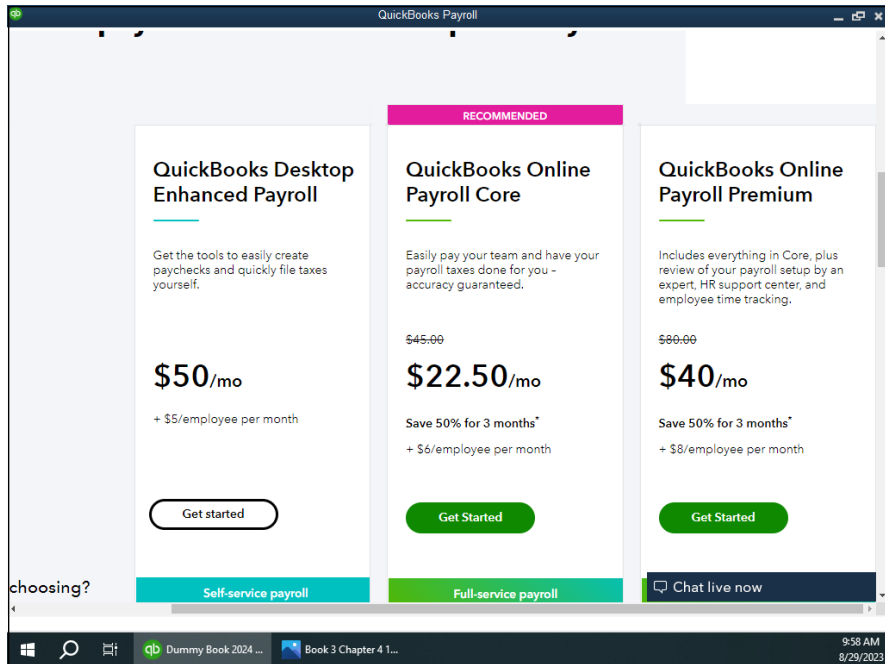 qb
QuickBooks Payroll
RECOMMENDED
QuickBooks Desktop
Enhanced Payroll
Get the tools to easily create
paychecks and quickly file taxes
yourself.
$50/mo
+ $5/employee per month
Get started
Self-service payroll
QuickBooks Online
Payroll Core
Easily pay your team and have your
payroll taxes done for you –
accuracy guaranteed.
$45.00
$22.50/mo
Save 50% for 3 months*
+ $6/employee per month
Get Started
Full-service payroll
QuickBooks Online
Payroll Premium
Includes everything in Core, plus
review of your payroll setup by an
expert, HR support center, and
employee time tracking.
$80.00
$40/mo
Save 50% for 3 months*
+ $8/employee per month
Get Started
choosing?
Chat live now
qb Dummy Book 2024 ...
Book 3 Chapter 4 1...
9:58 AM
8/29/2023